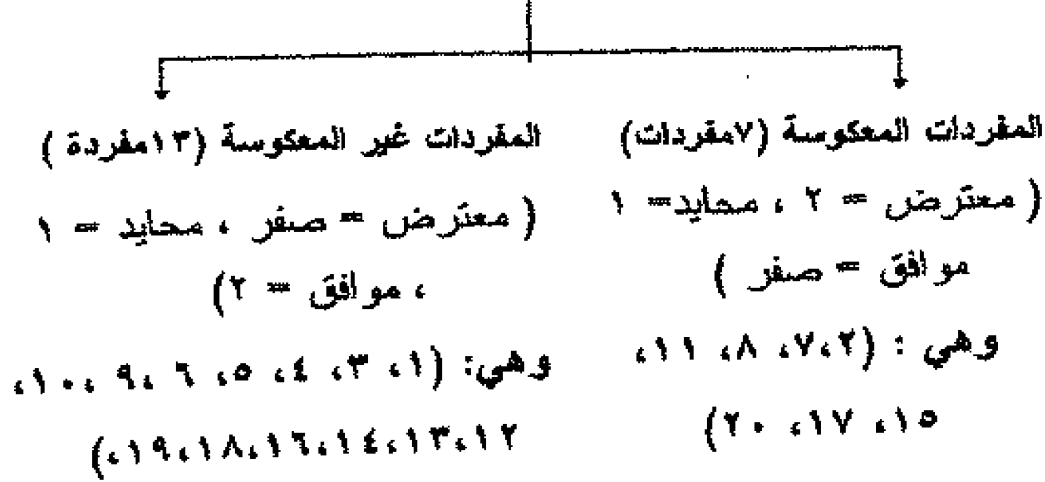 المفردات المعكوسة (٧مفردات)
( معترض = ٢ ، محايد= ١
موافق = صفر )
وهي : (٢،٧، ٨، ١١،
١٥، ١٧، ٢٠)
المفردات غير المعكوسة (١٣مفردة )
( معترض = صفر ، محايد = ١
، موافق = ٢)
وهي: (١، ٣، ٤، ٥، ٦ ،٩، ١٠،
١٢،١٣،١٤،١٦،١٨،١٩،)